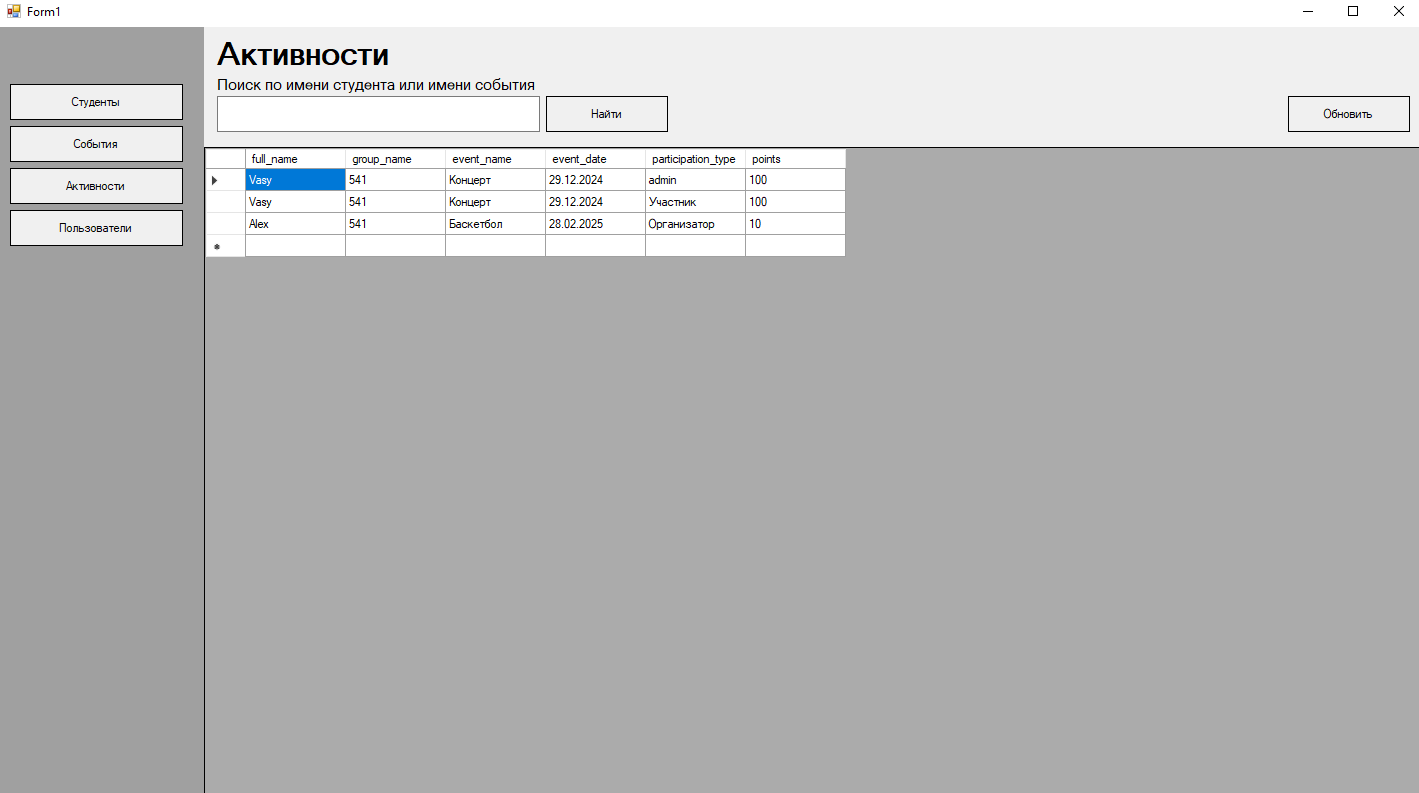 Form1
Активности
Поиск по имени студента или имени события
Найти
Обновить
Студенты
События
Активности
Пользователи
full_name group_name event_name event_date participation_type points
Vasy 541 Концерт 29.12.2024 admin 100
Vasy 541 Концерт 29.12.2024 Участник 100
Alex 541 Баскетбол 28.02.2025 Организатор 10